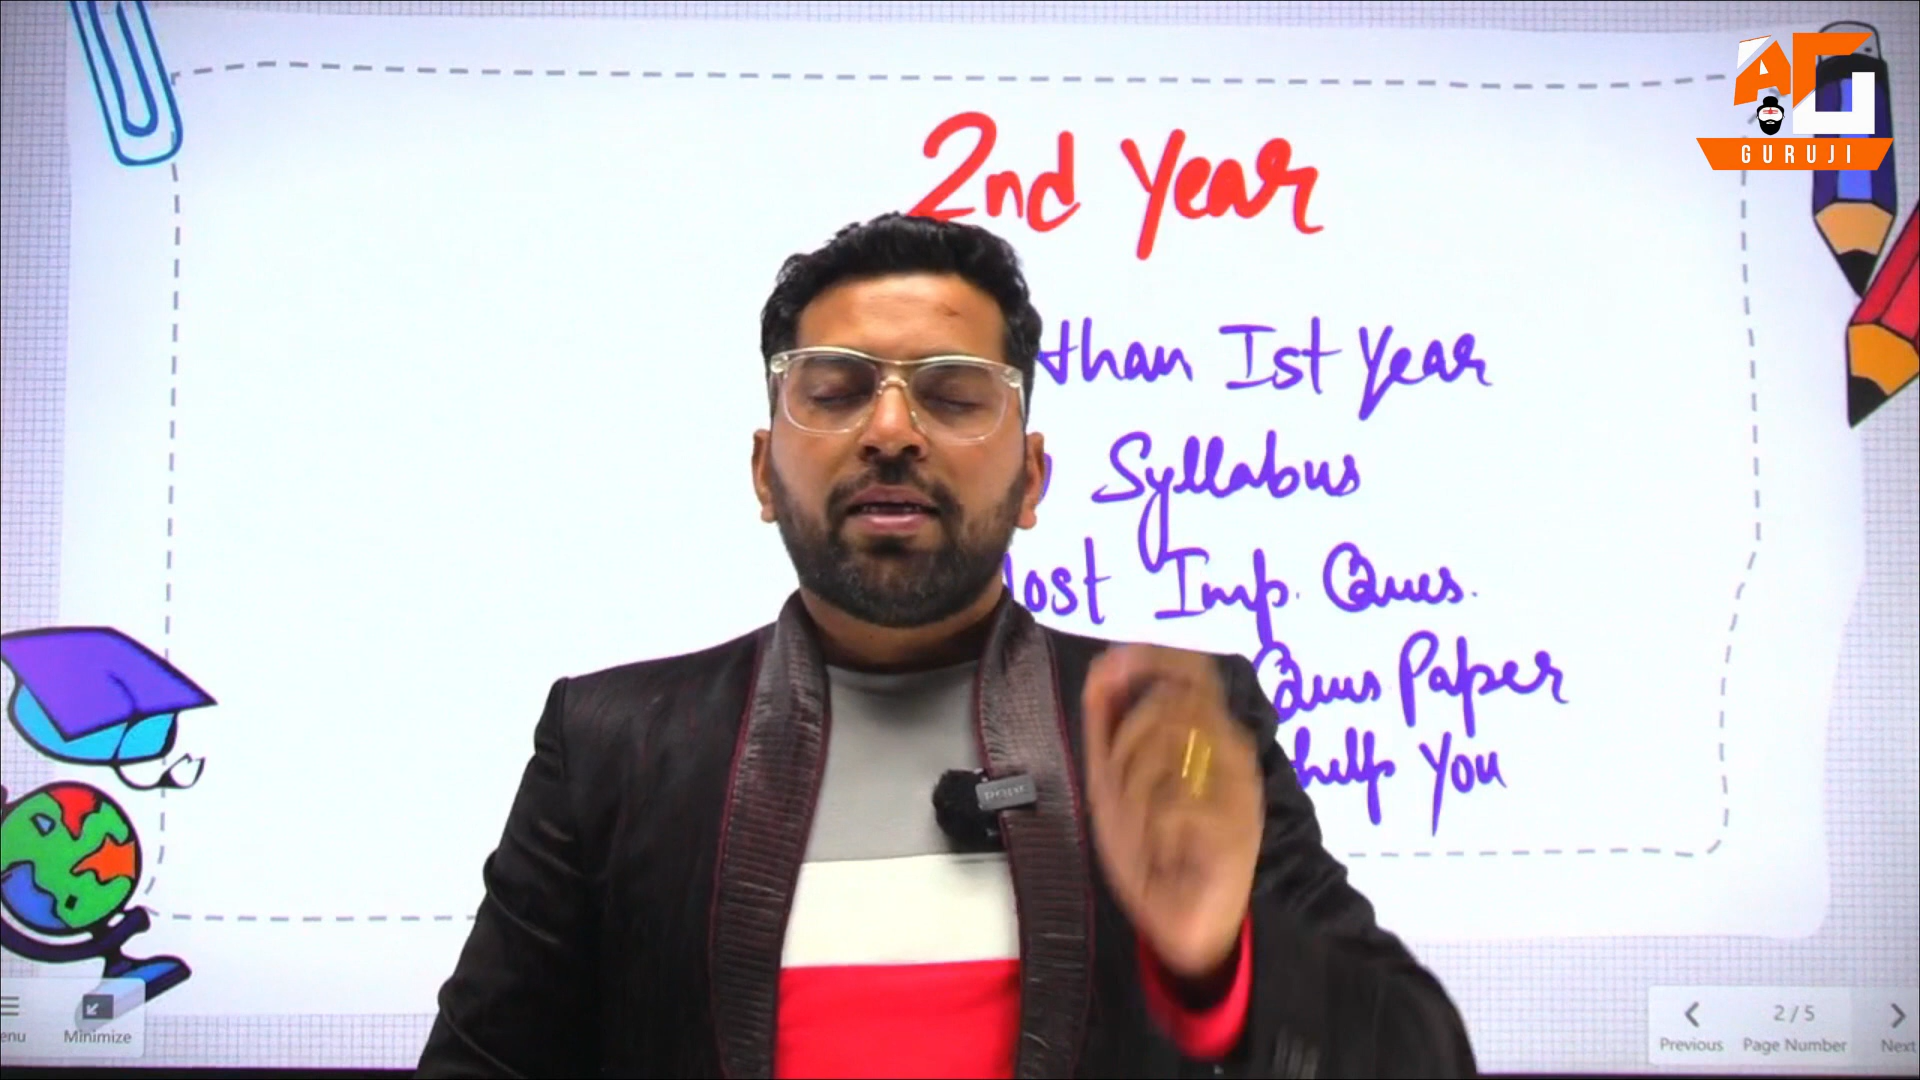 AG
GURUJI
2nd Year
than Ist Year
Syllabus
Imp. Ques.
Ques Paper
help You
Minimize
2 / 5
Previous Page Number Next